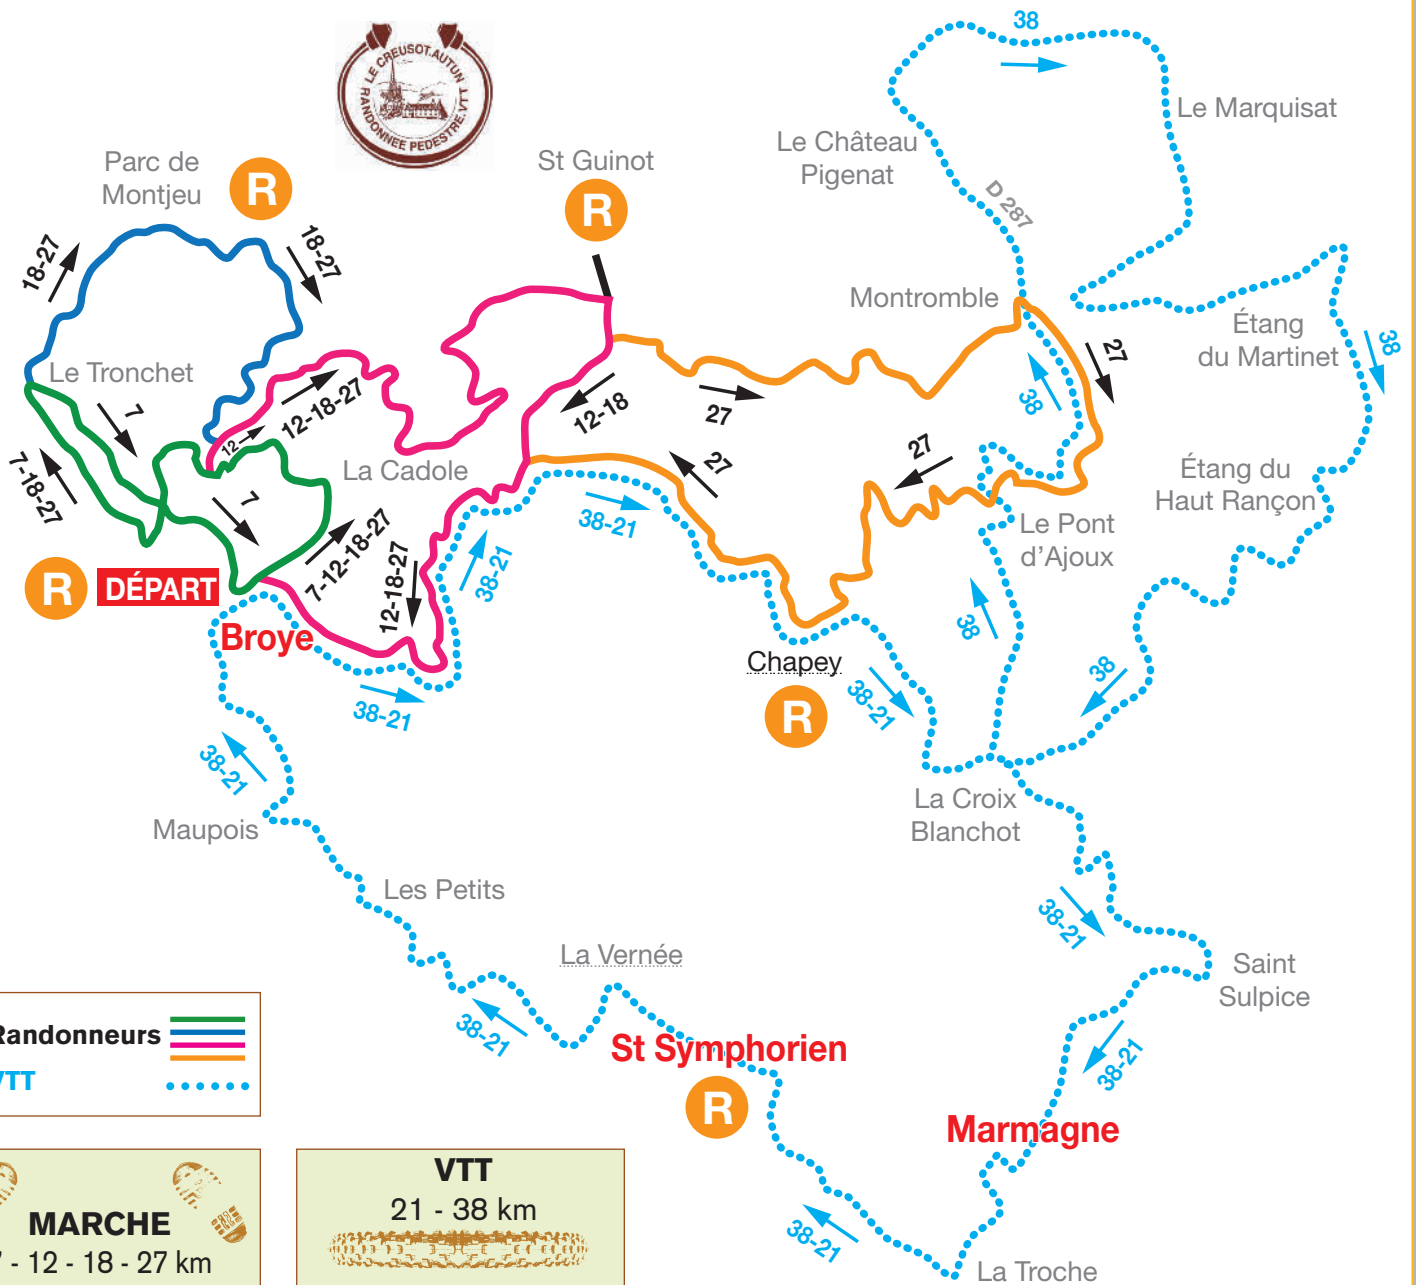 38
Le Marquisat
LE CREUSOT.AUTUN
RANDONNEE PEDESTRE.VTT
Le Château
Pigenat
D 287
Parc de
Montjeu
R
St Guinot
R
18-27
18-27
Montromble
Étang
du Martinet
38
27
Le Tronchet
7
12-18-27
12
12-18
27
38
7-18-27
La Cadole
27
27
Étang du
Haut Rançon
7
7-12-18-27
38-21
Le Pont
d'Ajoux
R
DÉPART
12-18-27
38-21
38
Broye
Chapey
R
38
38-21
38-21
38-21
La Croix
Blanchot
Maupois
Les Petits
38-21
La Vernée
Saint
Sulpice
38-21
St Symphorien
R
38-21
Marmagne
38-21
La Troche
Randonneurs
VTT
MARCHE
7 - 12 - 18 - 27 km
VTT
21 - 38 km